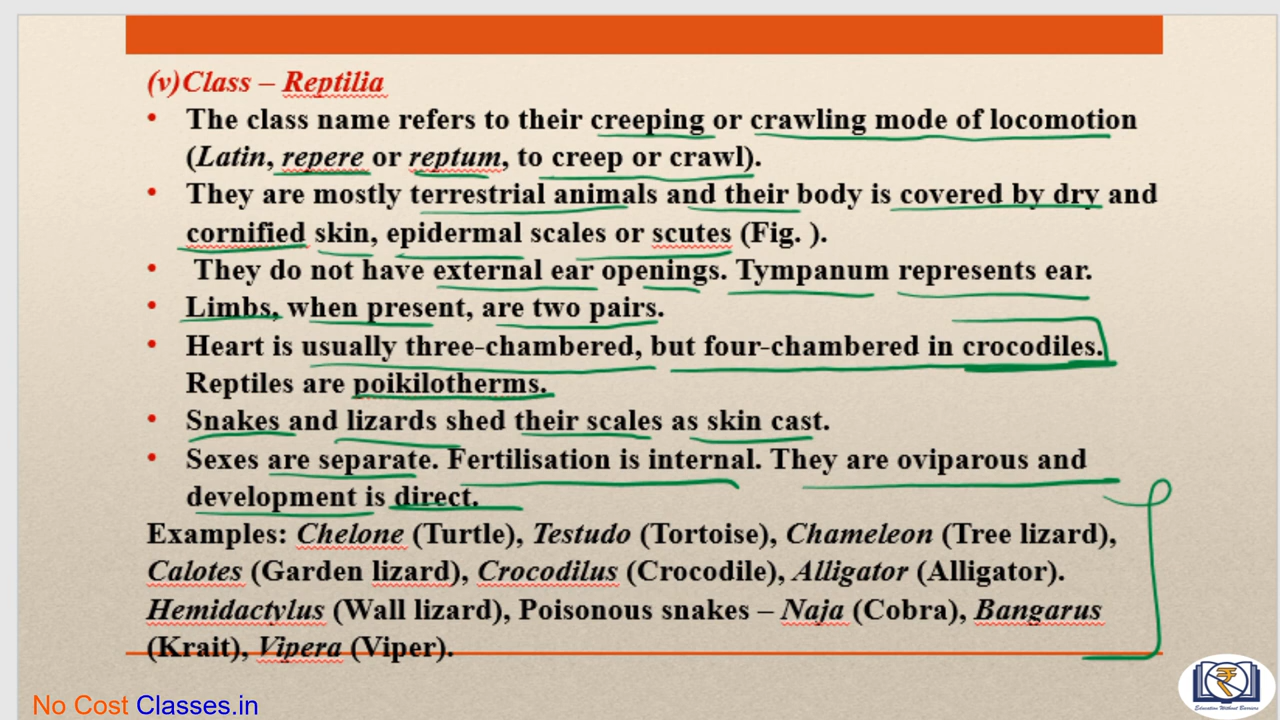 (v)Class – Reptilia
• The class name refers to their creeping or crawling mode of locomotion
(Latin, repere or reptum, to creep or crawl).
• They are mostly terrestrial animals and their body is covered by dry and
cornified skin, epidermal scales or scutes (Fig. ).
• They do not have external ear openings. Tympanum represents ear.
• Limbs, when present, are two pairs.
• Heart is usually three-chambered, but four-chambered in crocodiles.
Reptiles are poikilotherms.
• Snakes and lizards shed their scales as skin cast.
• Sexes are separate. Fertilisation is internal. They are oviparous and
development is direct.
Examples: Chelone (Turtle), Testudo (Tortoise), Chameleon (Tree lizard),
Calotes (Garden lizard), Crocodilus (Crocodile), Alligator (Alligator).
Hemidactylus (Wall lizard), Poisonous snakes – Naja (Cobra), Bangarus
(Krait), Vipera (Viper).
No Cost Classes.in
Education Without Barriers